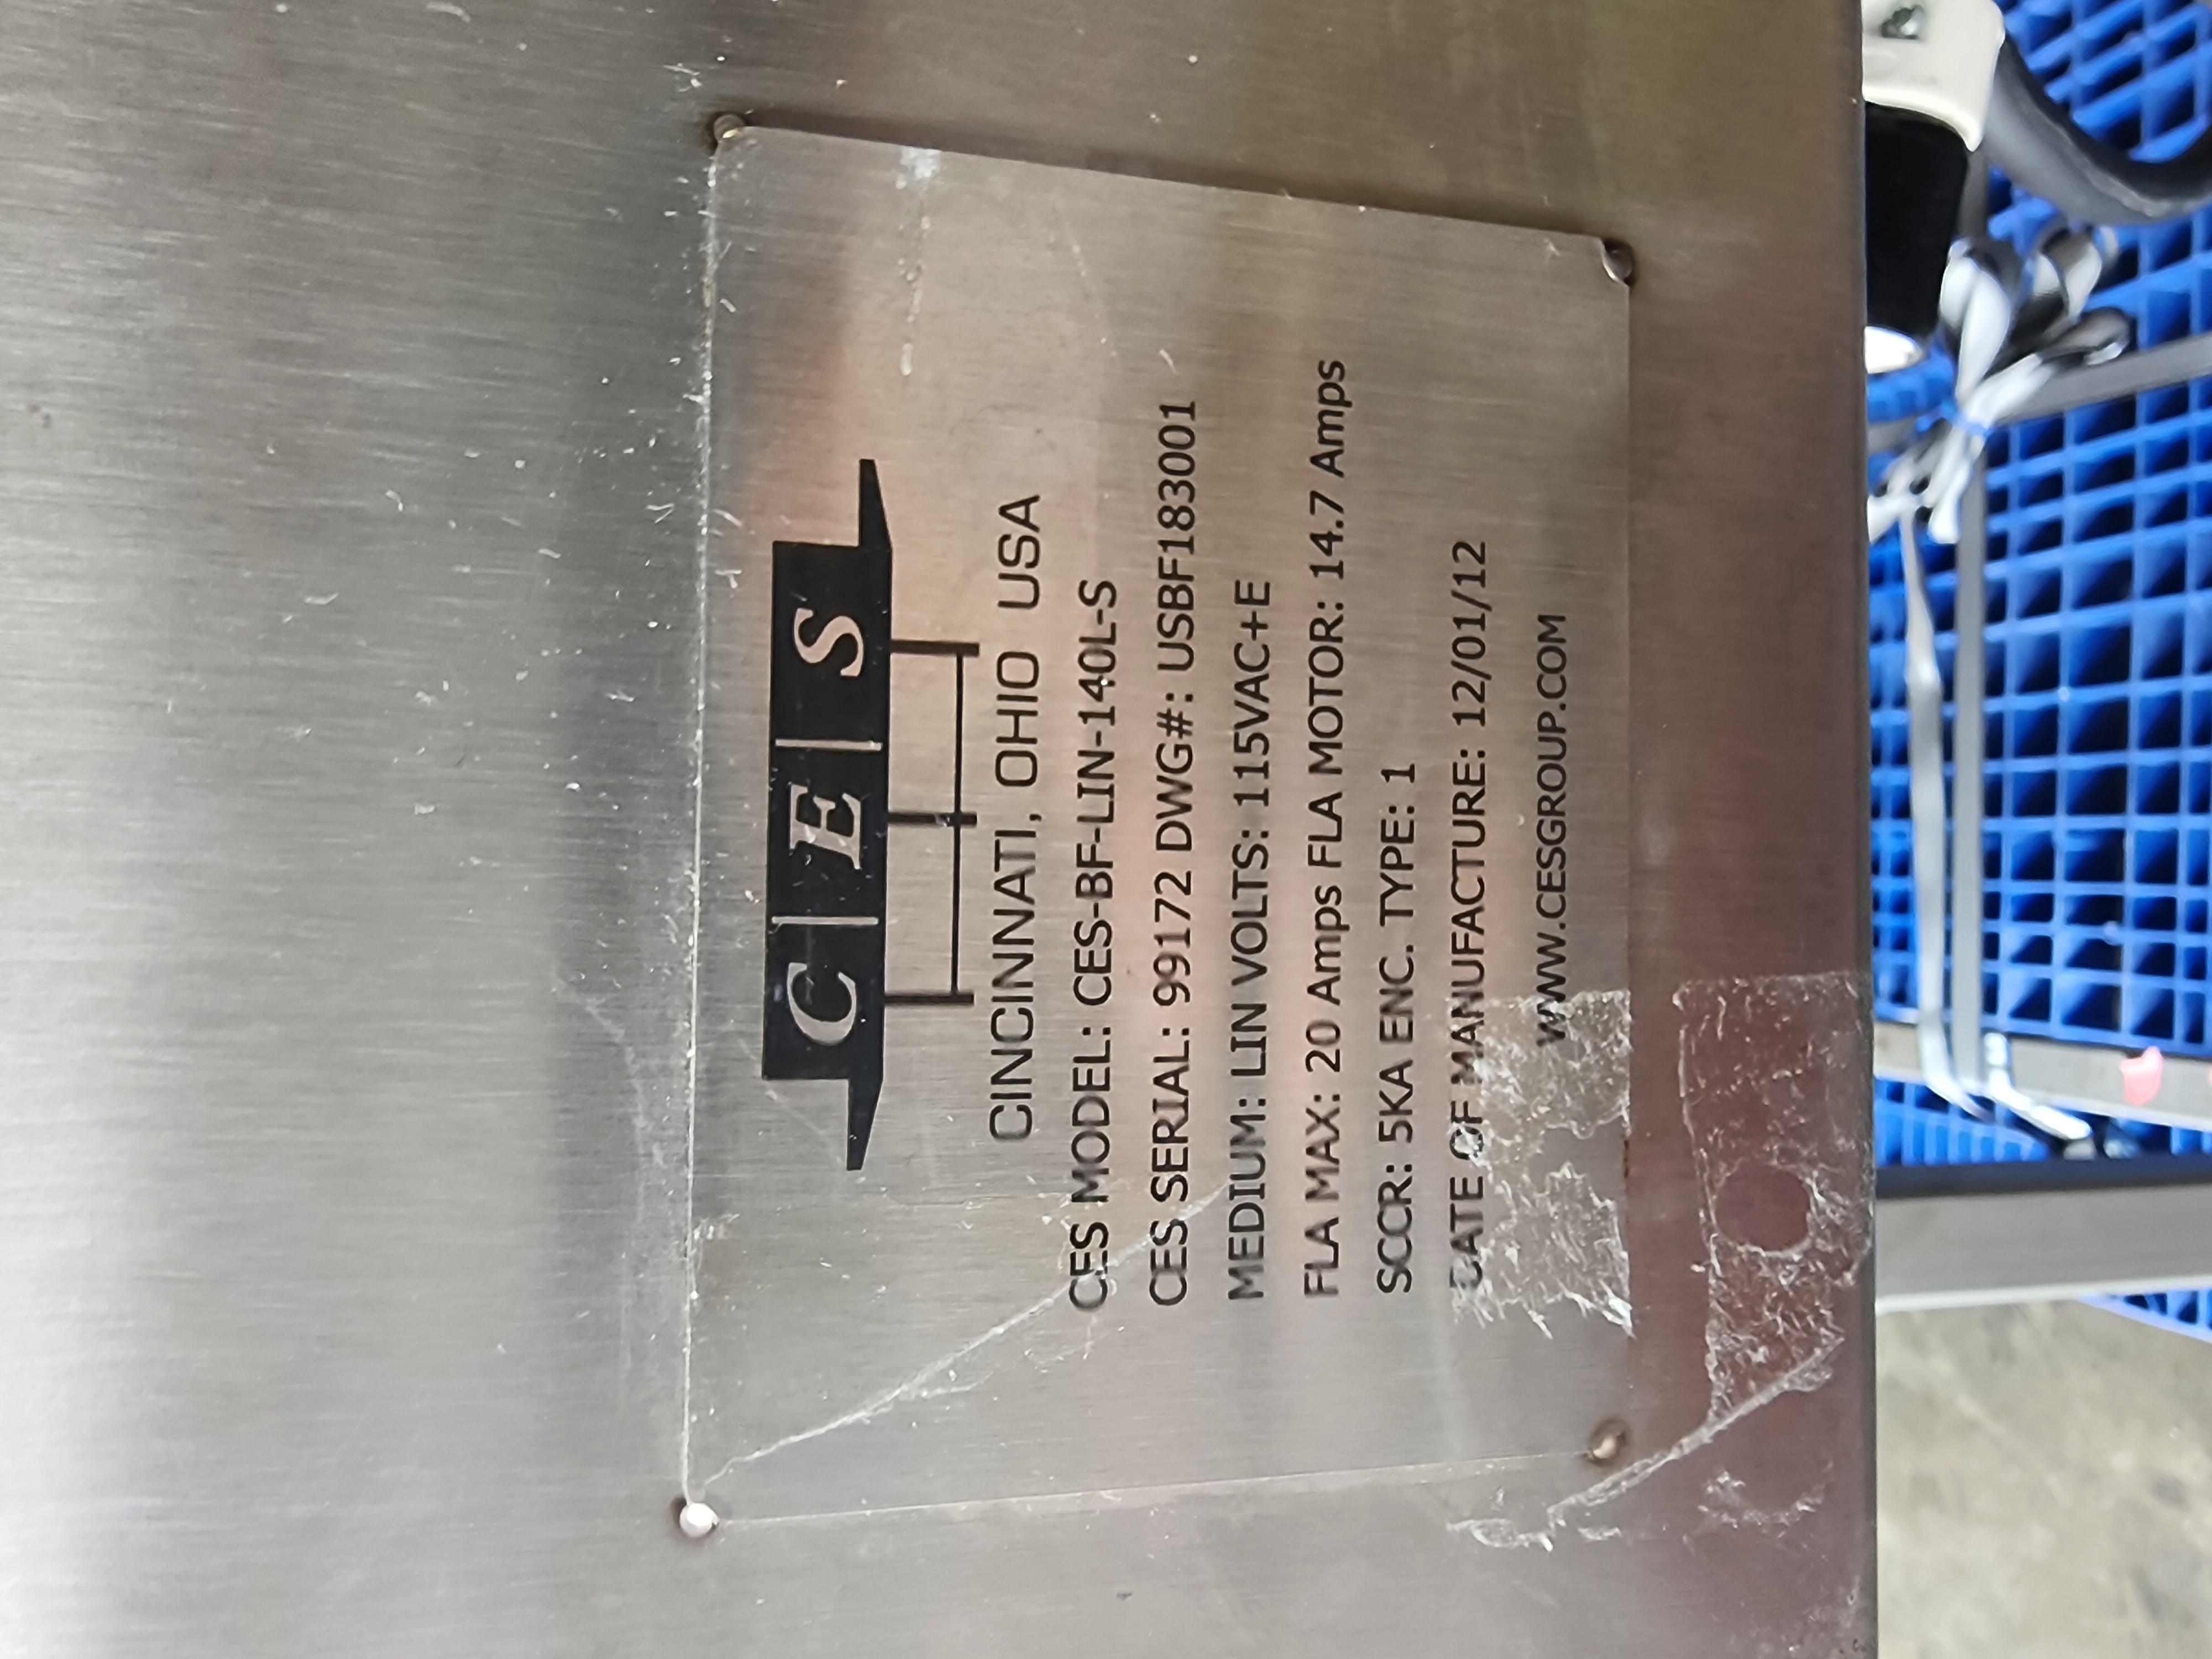 C E S
CINCINNATI, OHIO USA
CES MODEL: CES-BF-LIN-140L-S
CES SERIAL: 99172 DWG#: USBF183001
MEDIUM: LIN VOLTS: 115VAC+E
FLA MAX: 20 Amps FLA MOTOR: 14.7 Amps
SCCR: 5KA ENC. TYPE: 1
DATE OF MANUFACTURE: 12/01/12
WWW.CESGROUP.COM